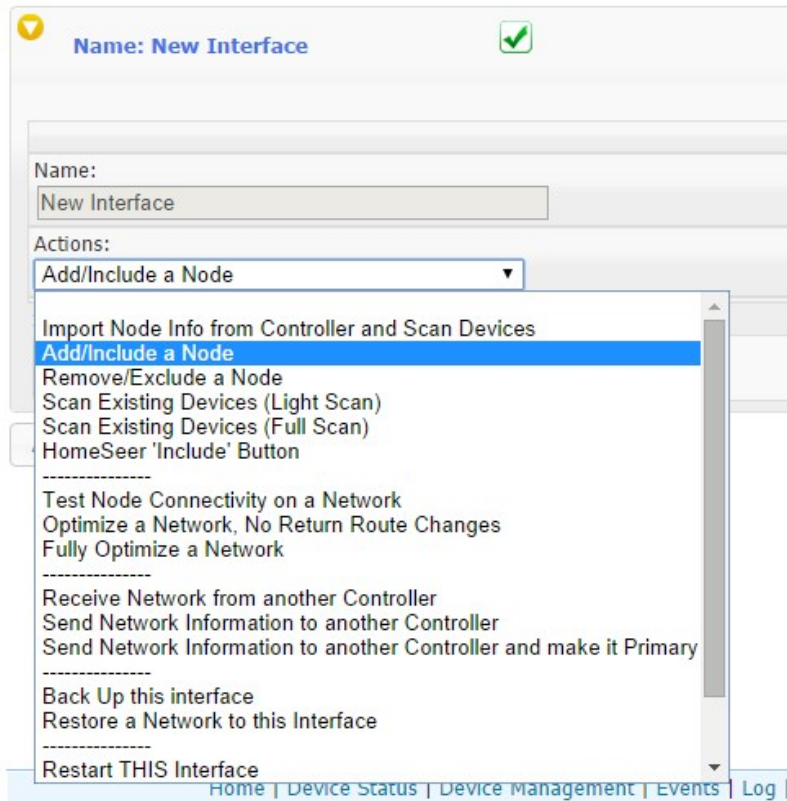 Name: New Interface
Name:
New Interface
Actions:
Add/Include a Node
Import Node Info from Controller and Scan Devices
Add/Include a Node
Remove/Exclude a Node
Scan Existing Devices (Light Scan)
Scan Existing Devices (Full Scan)
HomeSeer 'Include' Button
---------------
Test Node Connectivity on a Network
Optimize a Network, No Return Route Changes
Fully Optimize a Network
---------------
Receive Network from another Controller
Send Network Information to another Controller
Send Network Information to another Controller and make it Primary
---------------
Back Up this interface
Restore a Network to this Interface
---------------
Restart THIS Interface
Home | Device Status | Device Management | Events | Log |